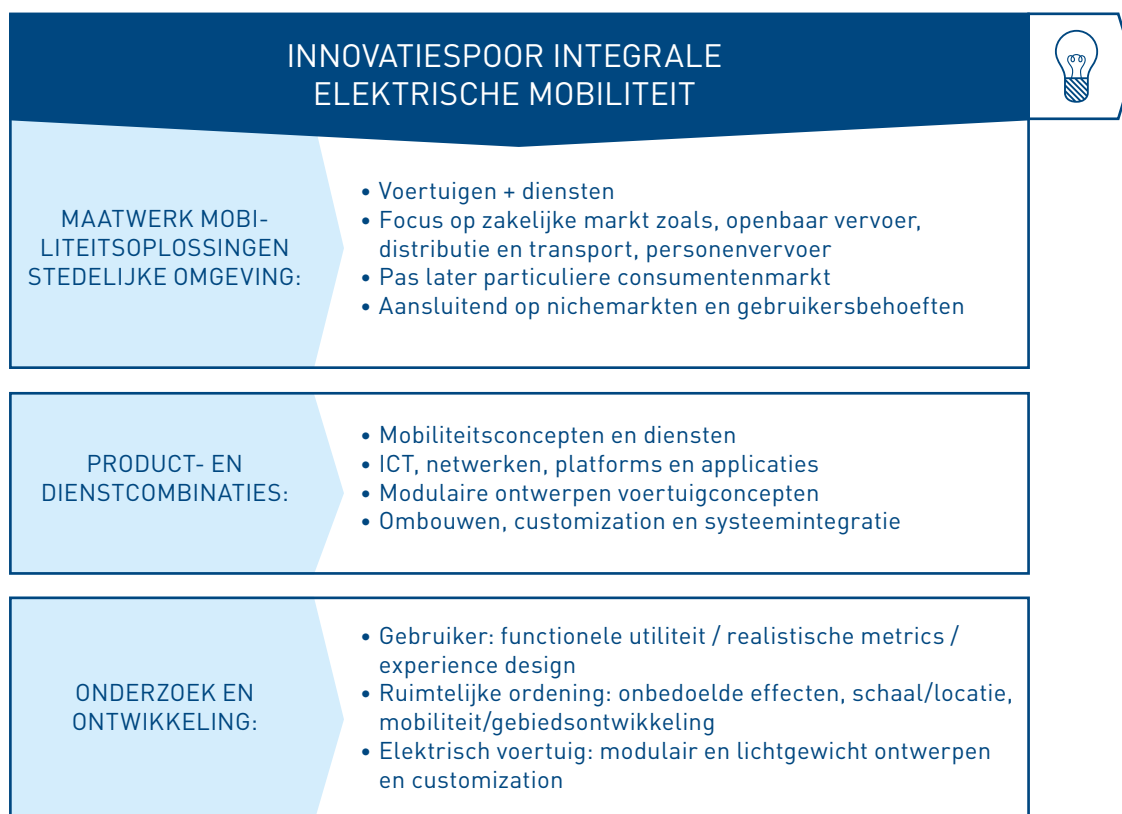 INNOVATIESPOOR INTEGRALE
ELEKTRISCHE MOBILITEIT
MAATWERK MOBI-
LITEITSOPLOSSINGEN
STEDELIJKE OMGEVING:
• Voertuigen + diensten
• Focus op zakelijke markt zoals, openbaar vervoer,
distributie en transport, personenvervoer
• Pas later particuliere consumentenmarkt
• Aansluitend op nichemarkten en gebruikersbehoeften
PRODUCT- EN
DIENSTCOMBINATIES:
• Mobiliteitsconcepten en diensten
• ICT, netwerken, platforms en applicaties
• Modulaire ontwerpen voertuigconcepten
• Ombouwen, customization en systeemintegratie
ONDERZOEK EN
ONTWIKKELING:
• Gebruiker: functionele utiliteit / realistische metrics /
experience design
• Ruimtelijke ordening: onbedoelde effecten, schaal/locatie,
mobiliteit/gebiedsontwikkeling
• Elektrisch voertuig: modulair en lichtgewicht ontwerpen
en customization